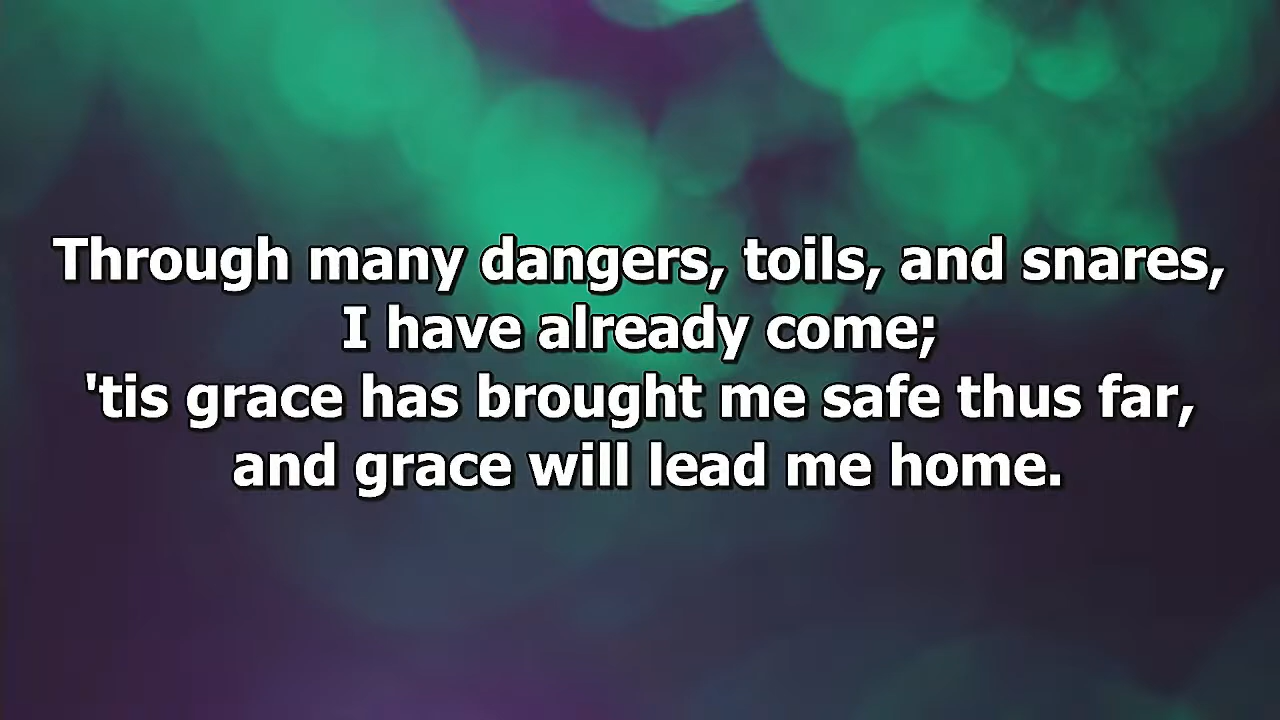 Through many dangers, toils, and snares,
I have already come;
'tis grace has brought me safe thus far,
and grace will lead me home.